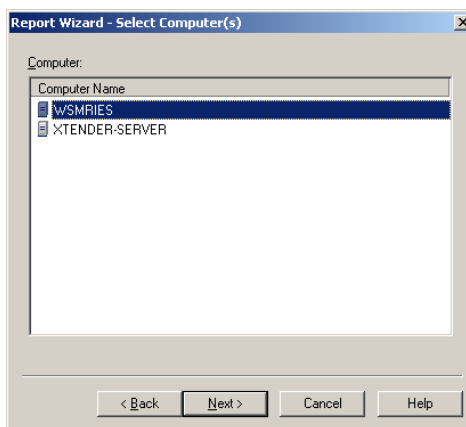 Report Wizard - Select Computer(s)
Computer:
Computer Name
WSMRIES
XTENDER-SERVER
< Back Next > Cancel Help